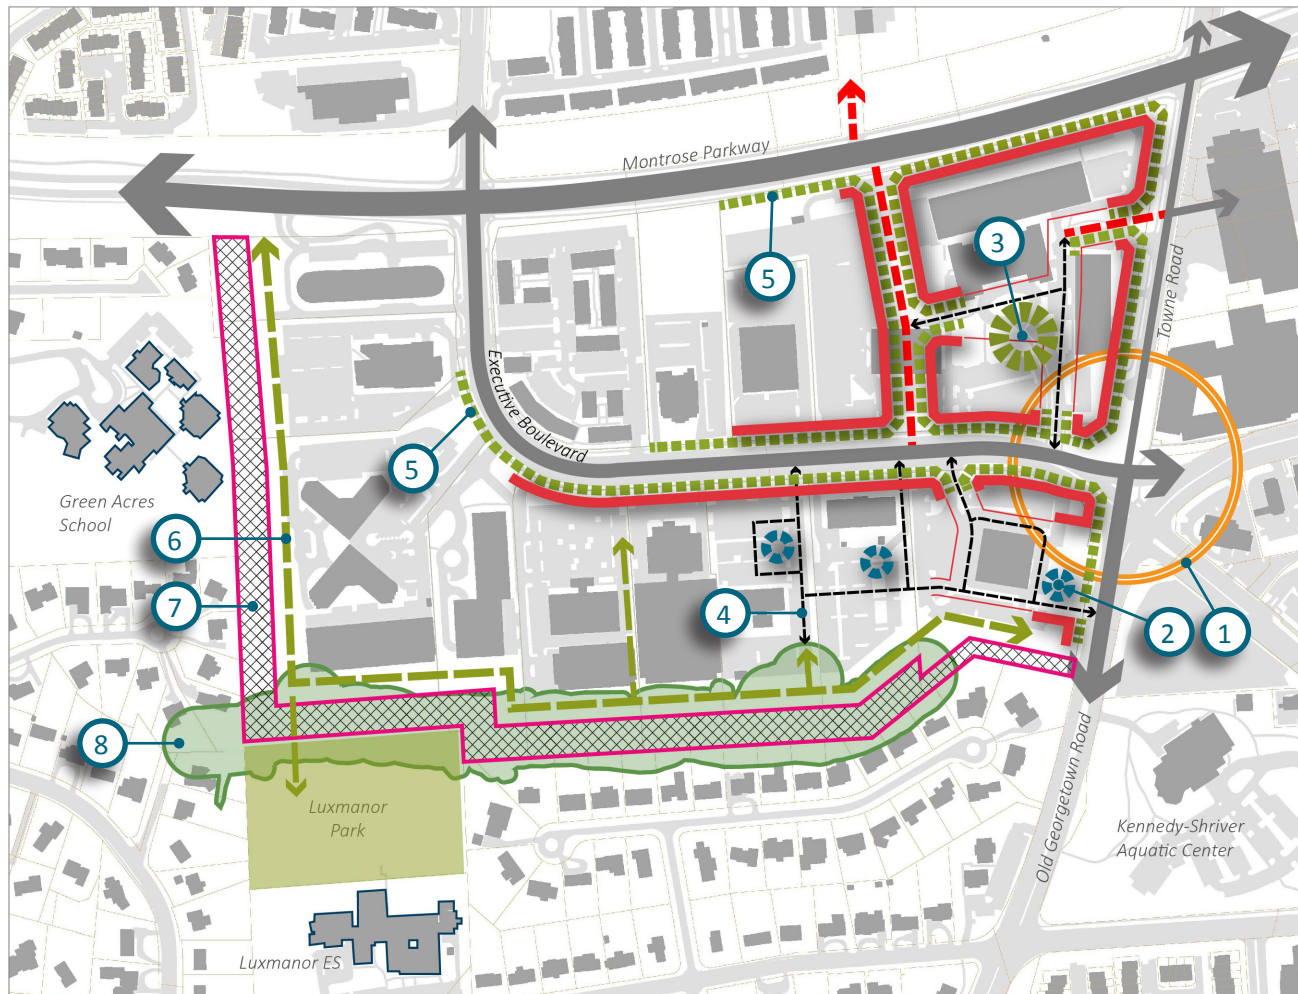 Montrose Parkway
3
5
Towne Road
Executive Boulevard
5
Green Acres
School
6
7
4
2
1
8
Luxmanor
Park
Old Georgetown Road
Kennedy-Shriver
Aquatic Center
Luxmanor ES